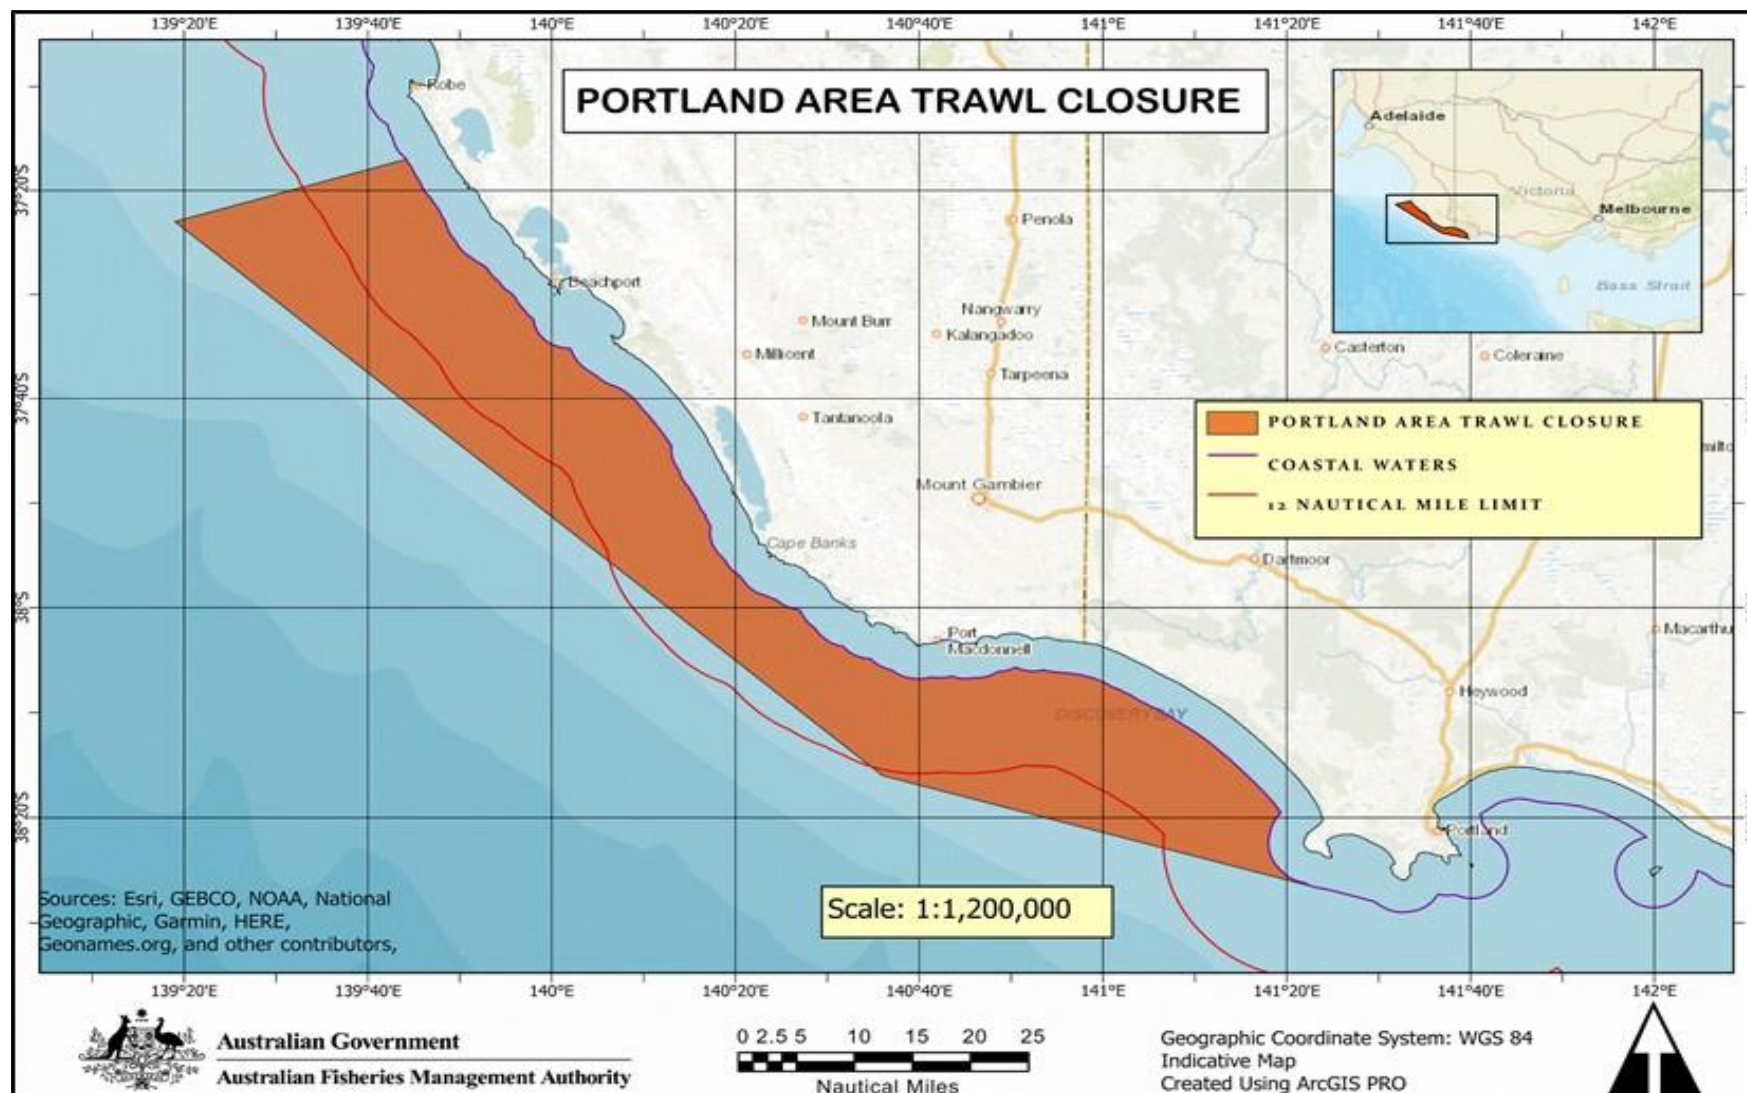 139°20'E 139°40'E 140°E 140°20'E 140°40'E 141°E 141°20'E 141°40'E 142°E
PORTLAND AREA TRAWL CLOSURE
Robe
Adelaide
Victoria
Melbourne
Bass Strait
37°20'S
Penola
Beachport
Nangwarry
Mount Burr
Kalangadoo
Millicent
Casterton
Coleraine
Tarpeena
37°40'S
Tantanoola
PORTLAND AREA TRAWL CLOSURE
COASTAL WATERS
12 NAUTICAL MILE LIMIT
Mount Gambier
Cape Banks
Dartmoor
38°S
Port
Macdonnell
Macarthu
Heywood
DISCOVERY BAY
38°20'S
Portland
Sources: Esri, GEBCO, NOAA, National
Geographic, Garmin, HERE,
Geonames.org, and other contributors,
Scale: 1:1,200,000
139°20'E 139°40'E 140°E 140°20'E 140°40'E 141°E 141°20'E 141°40'E 142°E
Australian Government
Australian Fisheries Management Authority
0 2.5 5 10 15 20 25
Nautical Miles
Geographic Coordinate System: WGS 84
Indicative Map
Created Using ArcGIS PRO